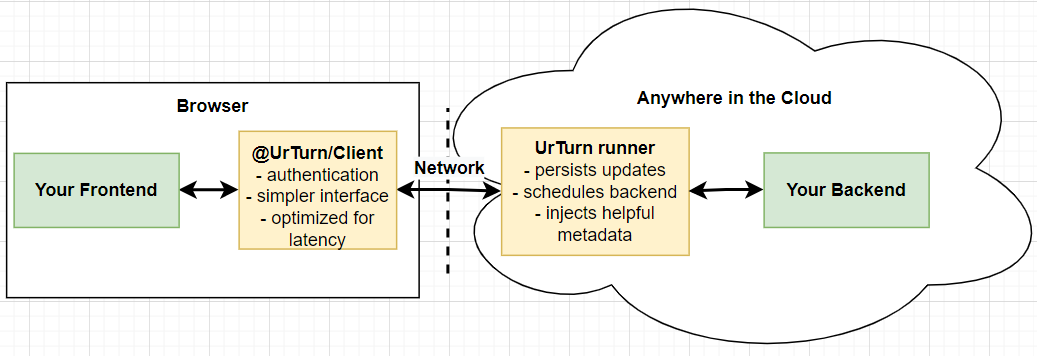 Browser
Your Frontend
@UrTurn/Client
- authentication
- simpler interface
- optimized for
latency
Network
Anywhere in the Cloud
UrTurn runner
- persists updates
- schedules backend
- injects helpful
metadata
Your Backend